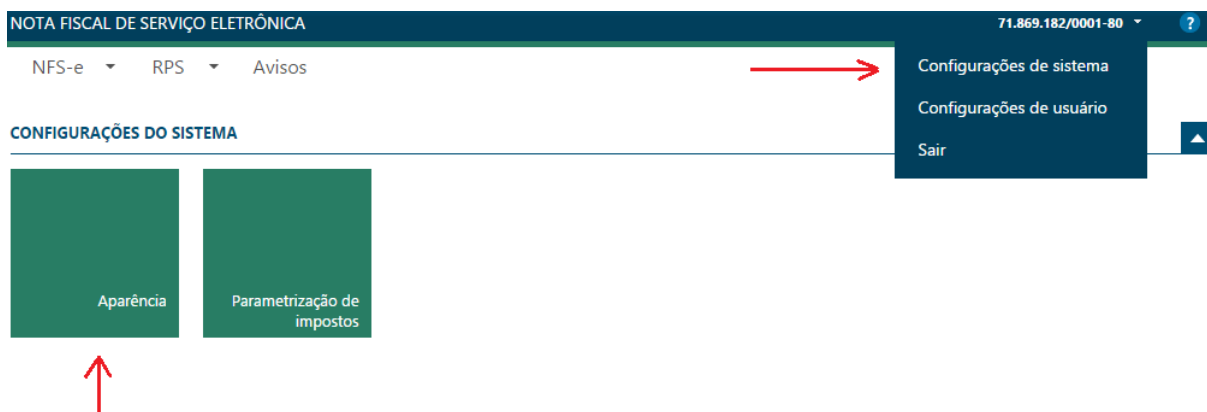 NOTA FISCAL DE SERVIÇO ELETRÔNICA
71.869.182/0001-80
?
NFS-e
RPS
Avisos
Configurações de sistema
Configurações de usuário
Sair
CONFIGURAÇÕES DO SISTEMA
Aparência
Parametrização de
impostos